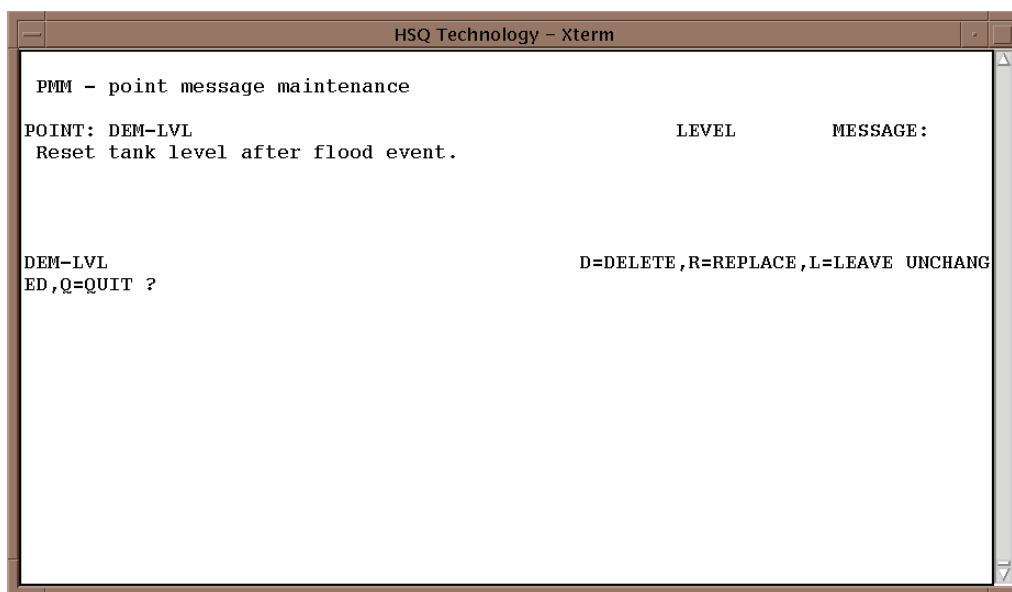 HSQ Technology – Xterm
PMM – point message maintenance
POINT: DEM–LVL LEVEL MESSAGE:
Reset tank level after flood event.
DEM–LVL D=DELETE,R=REPLACE,L=LEAVE UNCHANG
ED,Q=QUIT ?